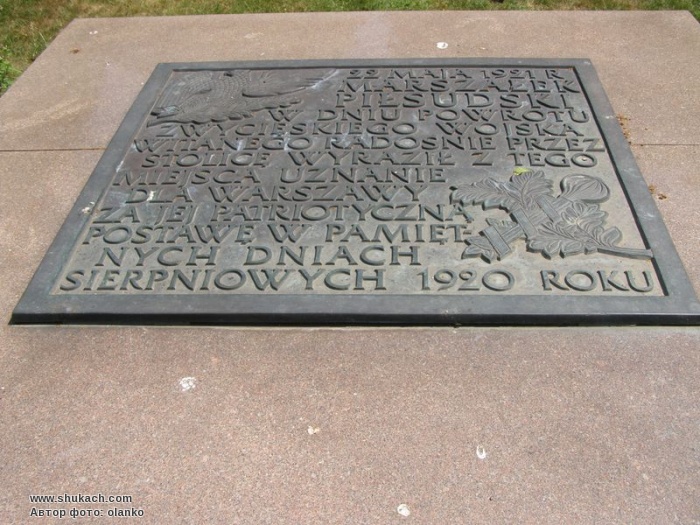 22 MAJA 1921 R.
MARSZAŁEK
PIŁSUDSKI
W DNIU POWROTU
ZWYCIĘSKIEGO WOJSKA
WITANEGO RADOŚNIE PRZEZ
STOLICĘ WYRAZIŁ Z TEGO
MIEJSCA UZNANIE
DLA WARSZAWY
ZA JEJ PATRIOTYCZNĄ
POSTAWĘ W PAMIĘT-
NYCH DNIACH
SIERPNIOWYCH 1920 ROKU
www.shukach.com
Автор фото: olanko